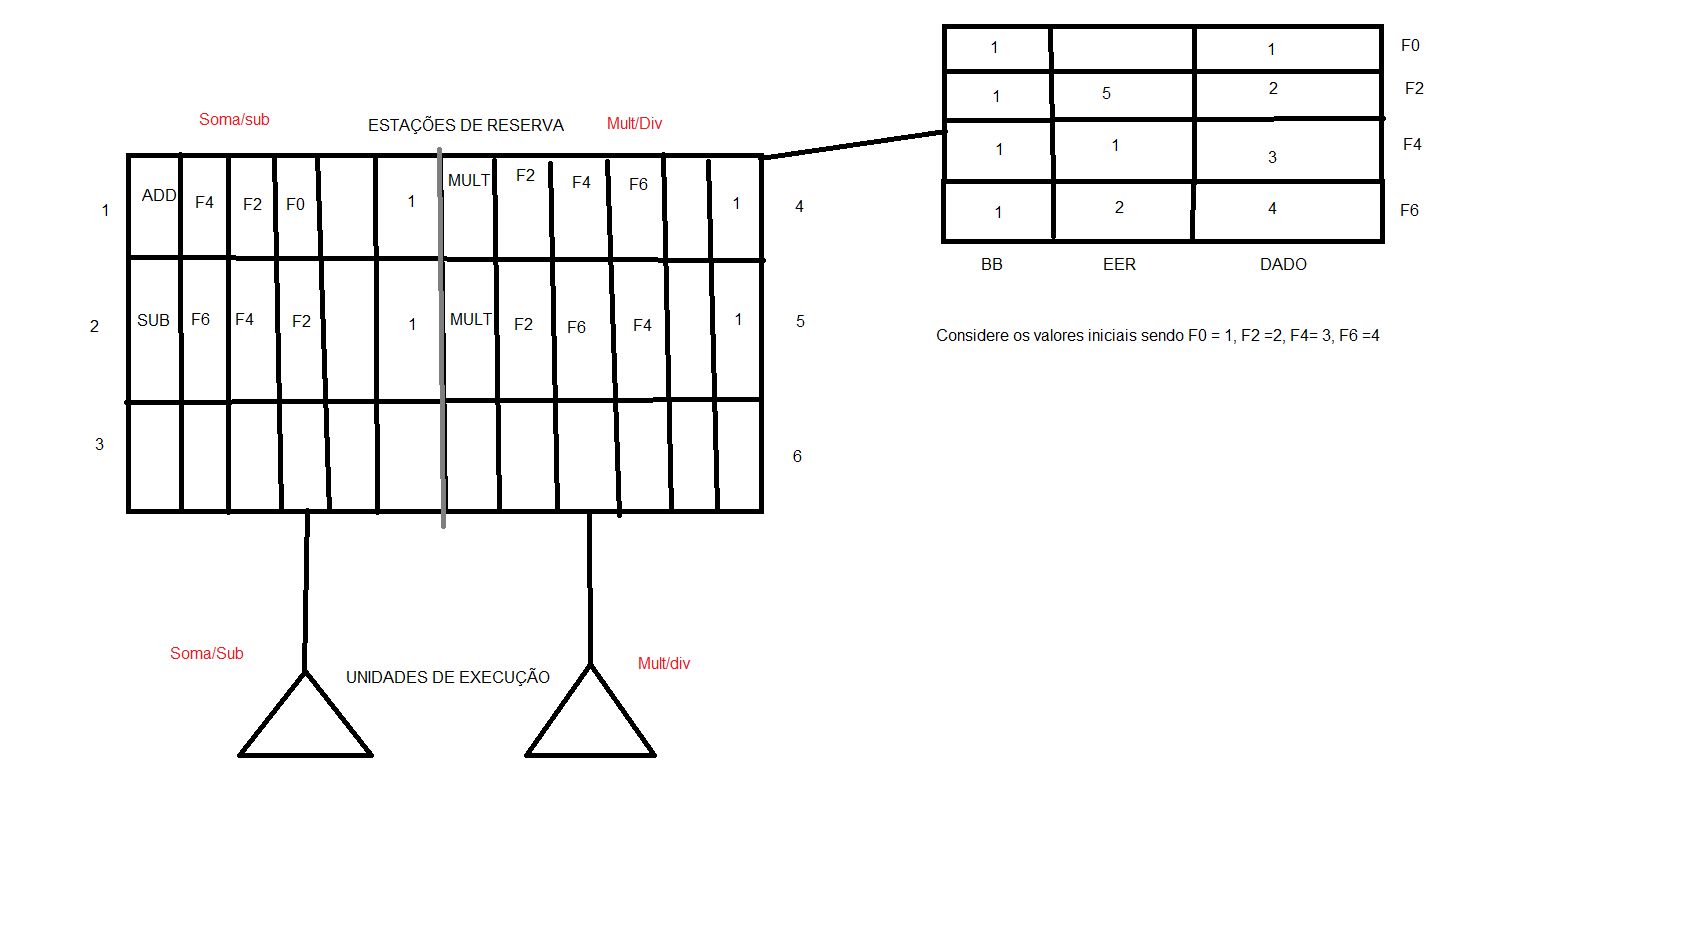 Soma/sub ESTAÇÕES DE RESERVA Mult/Div
1 ADD F4 F2 F0 1 MULT F2 F4 F6 1 4
2 SUB F6 F4 F2 1 MULT F2 F6 F4 1 5
3 6
Soma/Sub UNIDADES DE EXECUÇÃO Mult/div
1 1 F0
1 5 2 F2
1 1 3 F4
1 2 4 F6
BB EER DADO
Considere os valores iniciais sendo F0 = 1, F2 =2, F4= 3, F6 =4